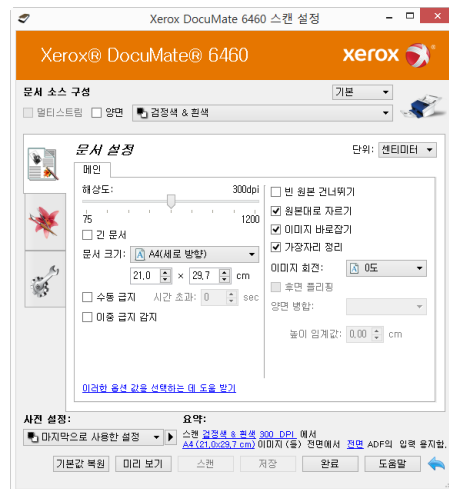 Xerox DocuMate 6460 스캔 설정
Xerox® DocuMate® 6460
xerox
문서 소스 구성
기본
멀티스트림
양면
검정색 & 흰색
문서 설정
단위: 센티미터
메인
해상도: 300dpi
75 1200
긴 문서
문서 크기: A4(세로 방향)
21,0 × 29,7 cm
수동 급지 시간 초과: 0 sec
이중 급지 감지
빈 원본 건너뛰기
원본대로 자르기
이미지 바로잡기
가장자리 정리
이미지 회전: 0도
후면 플리핑
양면 병합:
높이 임계값: 0,00 cm
이러한 옵션 값을 선택하는 데 도움 받기
사전 설정:
마지막으로 사용한 설정
요약:
스캔 검정색 & 흰색 300 DPI 에서
A4 (21,0x29,7 cm) 이미지 (들) 전면에서 전면 ADF의 입력 용지함.
기본값 복원 미리 보기 스캔 저장 완료 도움말